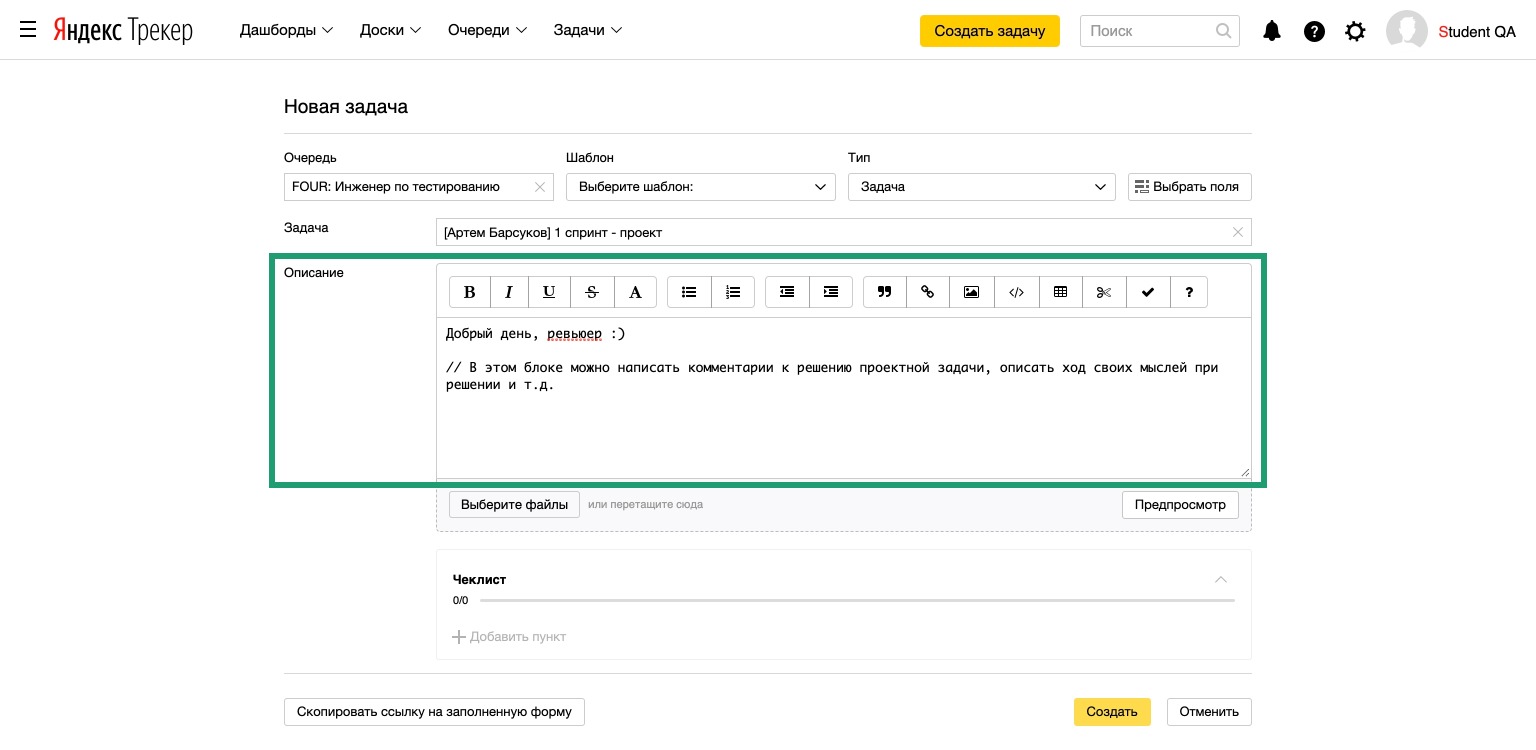 Яндекс Трекер Дашборды Доски Очереди Задачи Создать задачу Поиск ? Student QA
Новая задача
Очередь Шаблон Тип
FOUR: Инженер по тестированию Выберите шаблон: Задача Выбрать поля
Задача [Артем Барсуков] 1 спринт - проект
Описание
B I U S A ?
Добрый день, ревьюер :)
// В этом блоке можно написать комментарии к решению проектной задачи, описать ход своих мыслей при
решении и т.д.
Выберите файлы или перетащите сюда Предпросмотр
Чеклист
0/0
Добавить пункт
Скопировать ссылку на заполненную форму Создать Отменить